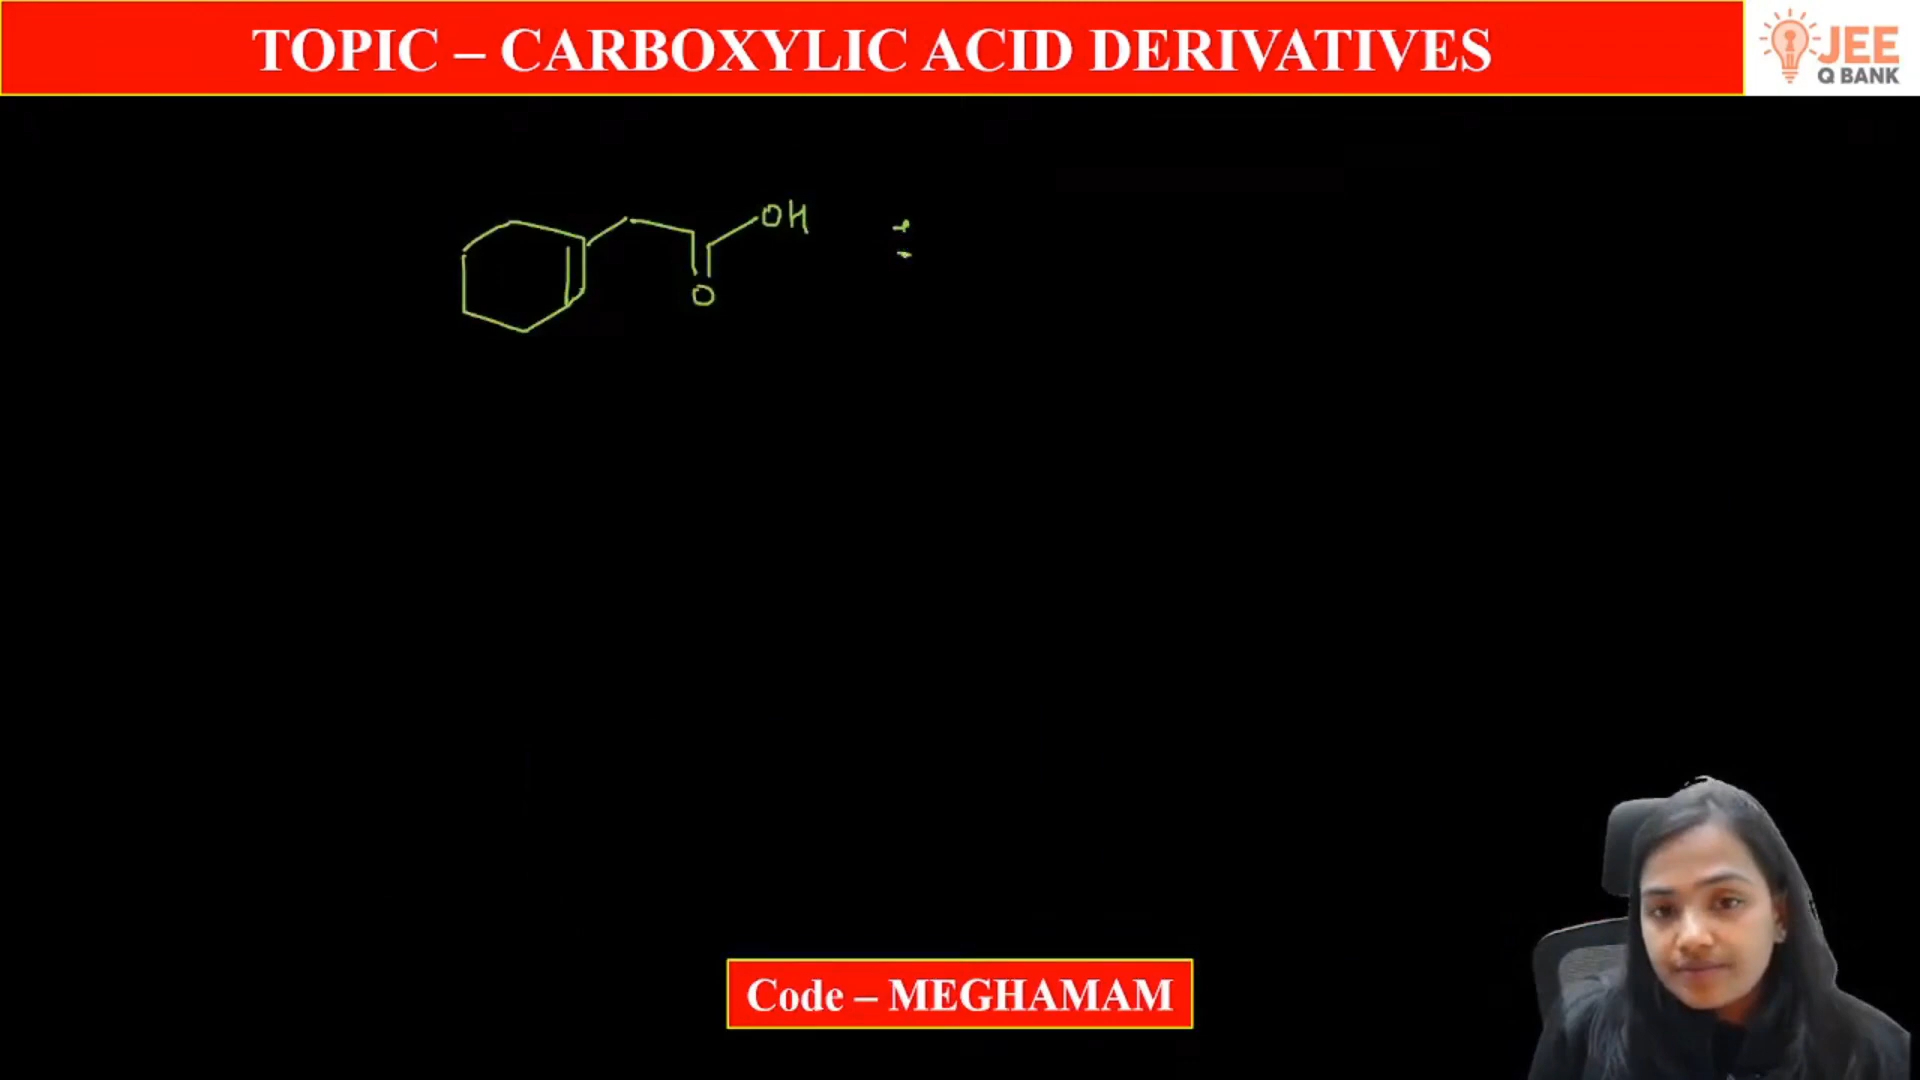 TOPIC – CARBOXYLIC ACID DERIVATIVES
JEE
Q BANK
OH
O
Code – MEGHAMAM